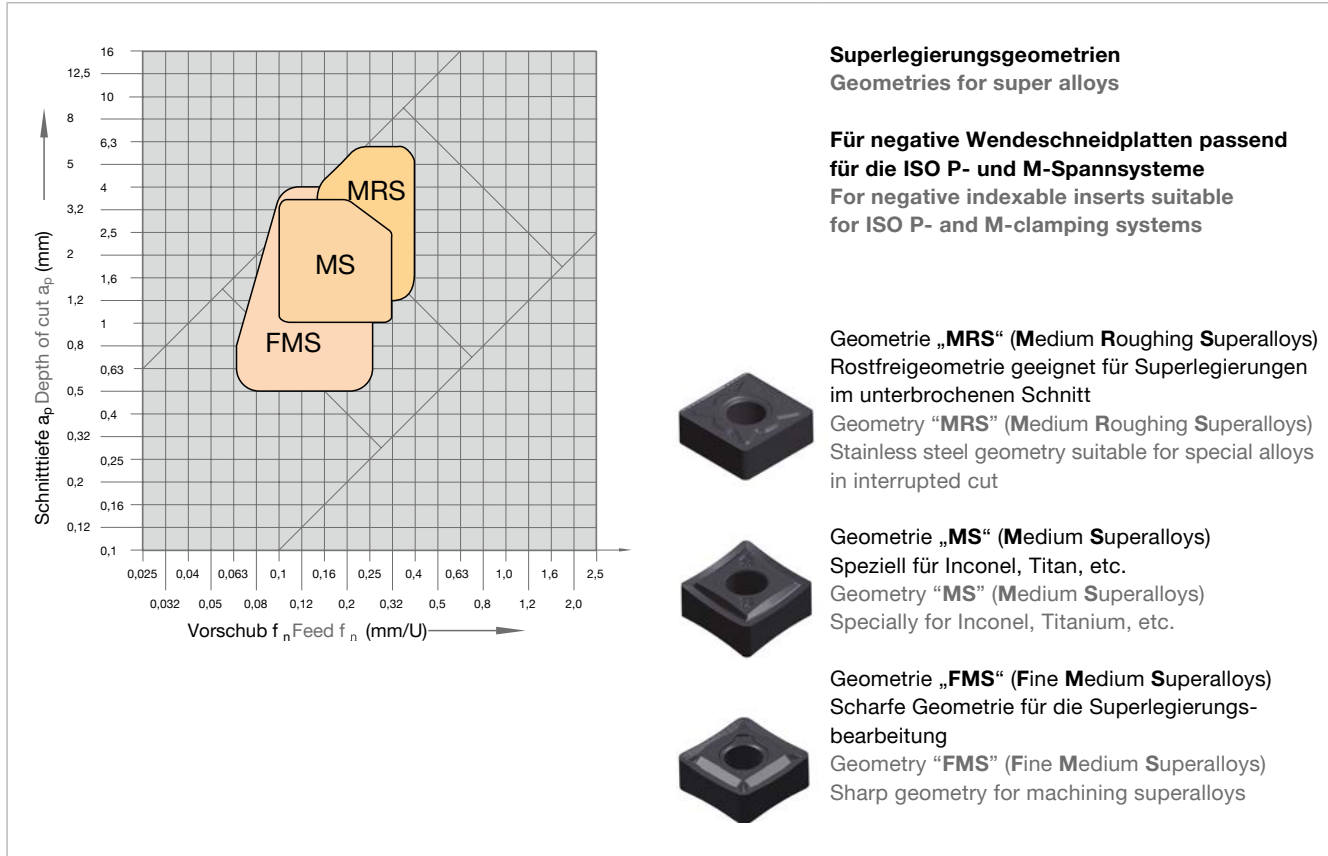 16
12,5
10
8
6,3
5
4
3,2
2,5
2
1,6
1,2
1
0,8
0,63
0,5
0,4
0,32
0,25
0,2
0,16
0,12
0,1
Schnitttiefe ap Depth of cut ap (mm)
MRS
MS
FMS
0,025 0,04 0,063 0,1 0,16 0,25 0,4 0,63 1,0 1,6 2,5
0,032 0,05 0,08 0,12 0,2 0,32 0,5 0,8 1,2 2,0
Vorschub f n Feed f n (mm/U)
Superlegierungsgeometrien
Geometries for super alloys
Für negative Wendeschneidplatten passend
für die ISO P- und M-Spannsysteme
For negative indexable inserts suitable
for ISO P- and M-clamping systems
Geometrie „MRS“ (Medium Roughing Superalloys)
Rostfreigeometrie geeignet für Superlegierungen
im unterbrochenen Schnitt
Geometry “MRS” (Medium Roughing Superalloys)
Stainless steel geometry suitable for special alloys
in interrupted cut
Geometrie „MS“ (Medium Superalloys)
Speziell für Inconel, Titan, etc.
Geometry “MS” (Medium Superalloys)
Specially for Inconel, Titanium, etc.
Geometrie „FMS“ (Fine Medium Superalloys)
Scharfe Geometrie für die Superlegierungs-
bearbeitung
Geometry “FMS” (Fine Medium Superalloys)
Sharp geometry for machining superalloys